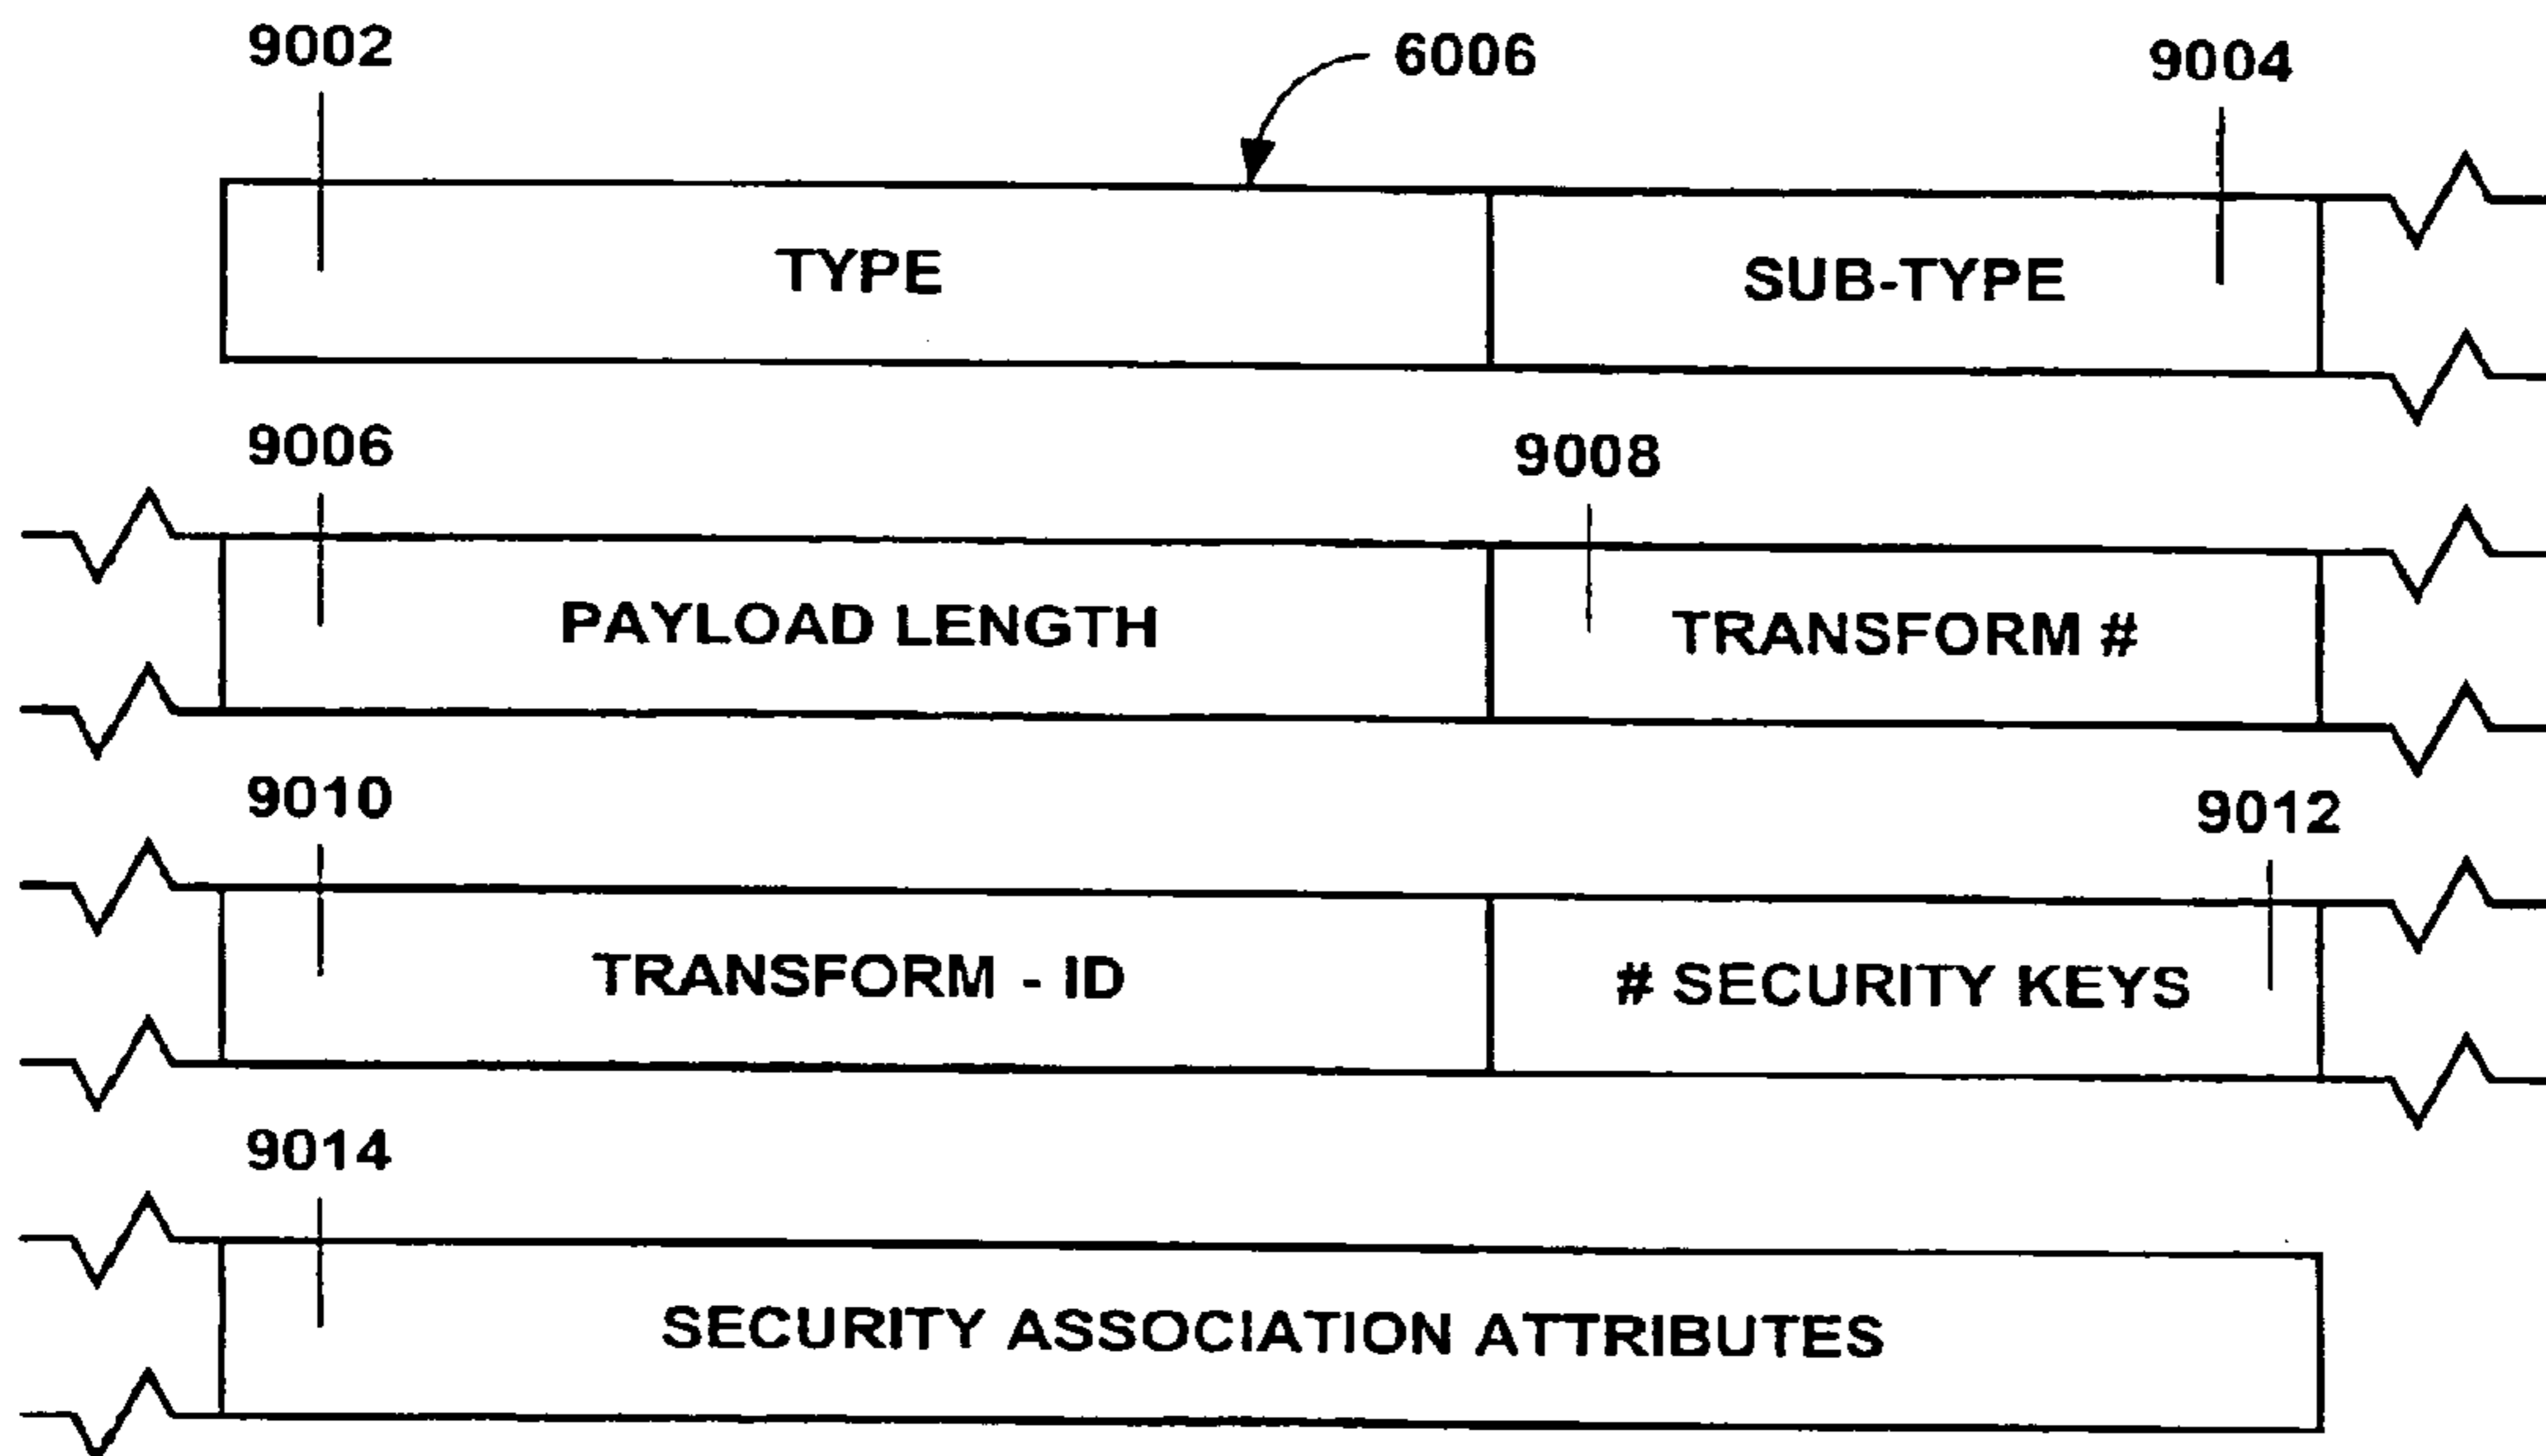 9002 6006 9004
TYPE SUB-TYPE
9006 9008
PAYLOAD LENGTH TRANSFORM #
9010 9012
TRANSFORM - ID # SECURITY KEYS
9014
SECURITY ASSOCIATION ATTRIBUTES